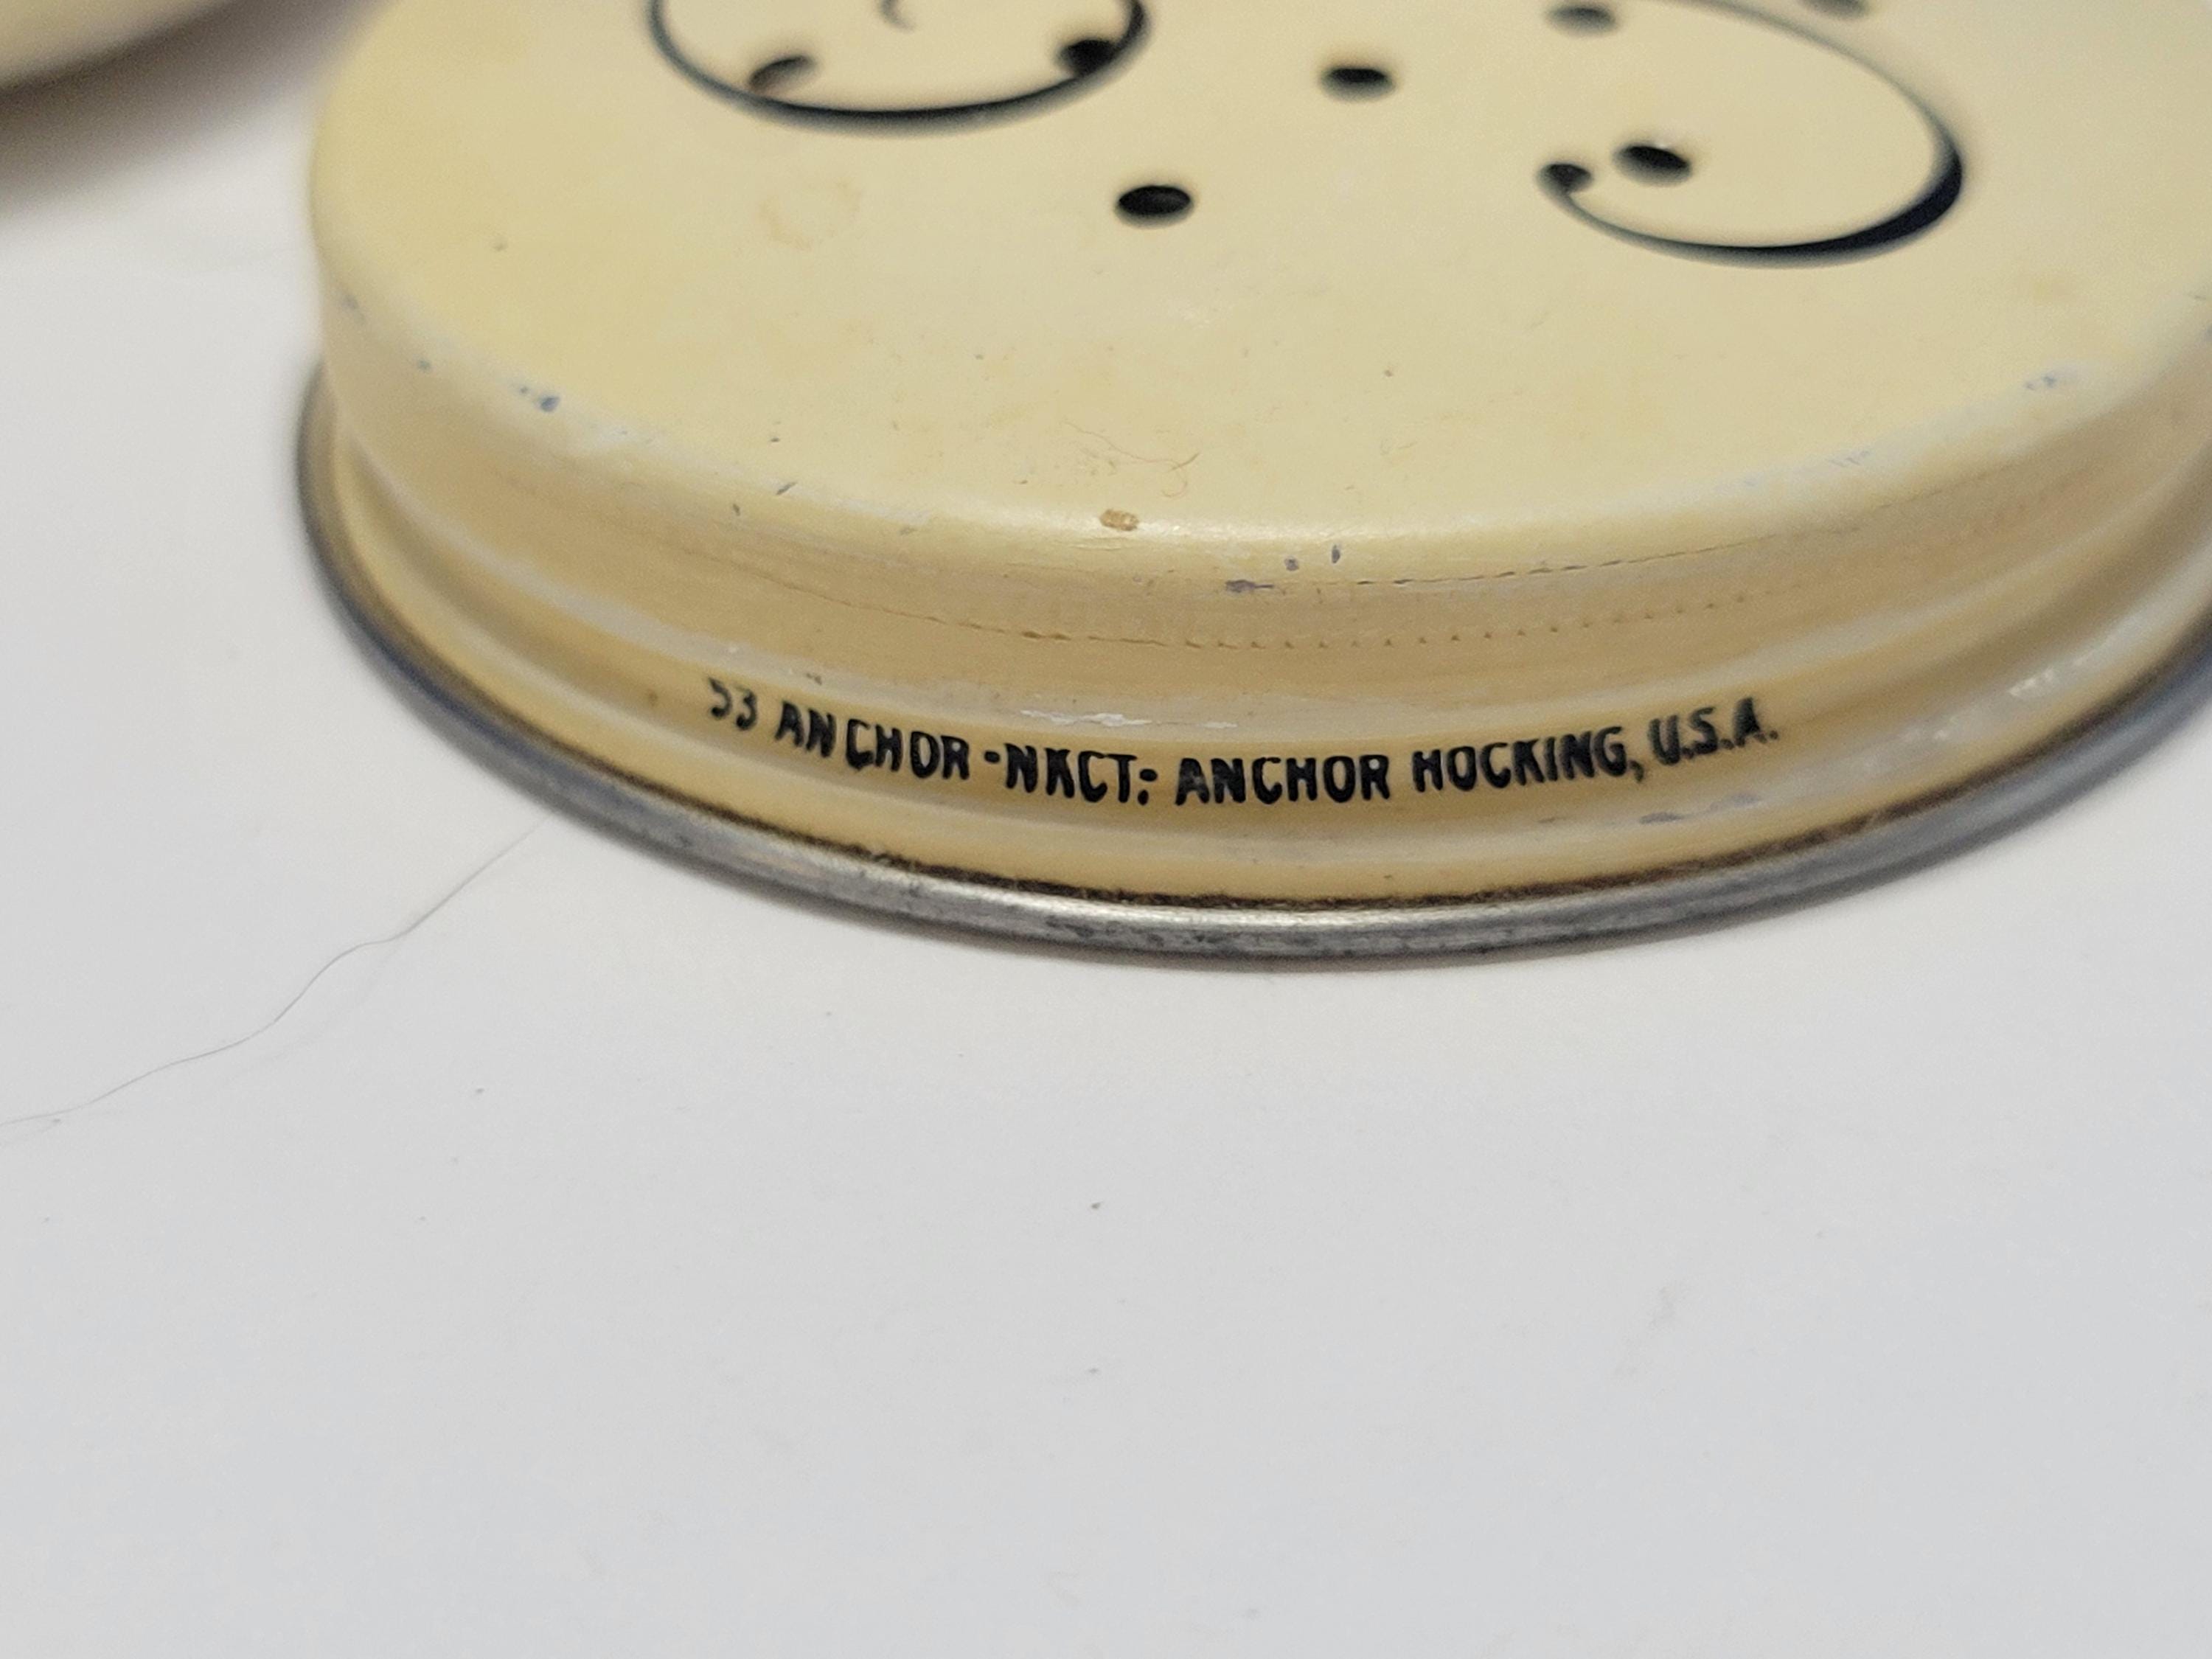 53 ANCHOR-NKCT: ANCHOR HOCKING, U.S.A.